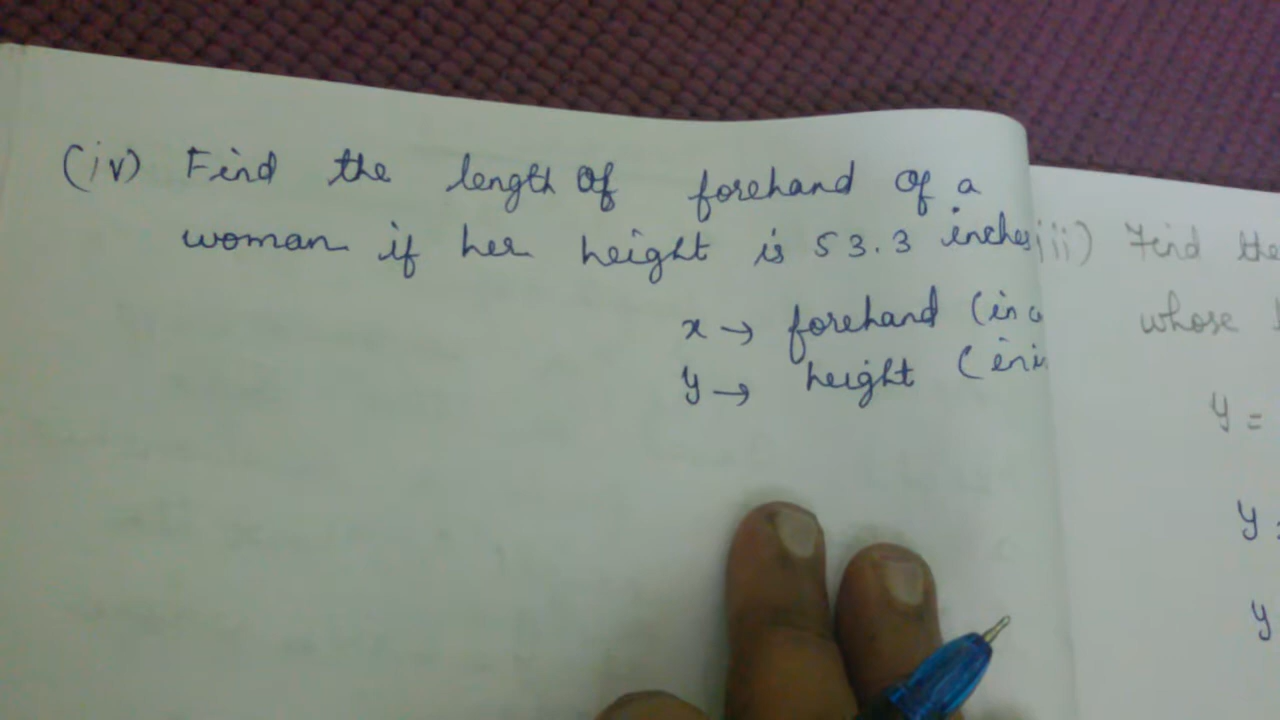 (iv) Find the length of forehand of a
woman if her height is 53.3 inches
x → forehand (in
y → height (in
iii) Find the
whose
y =
y
y